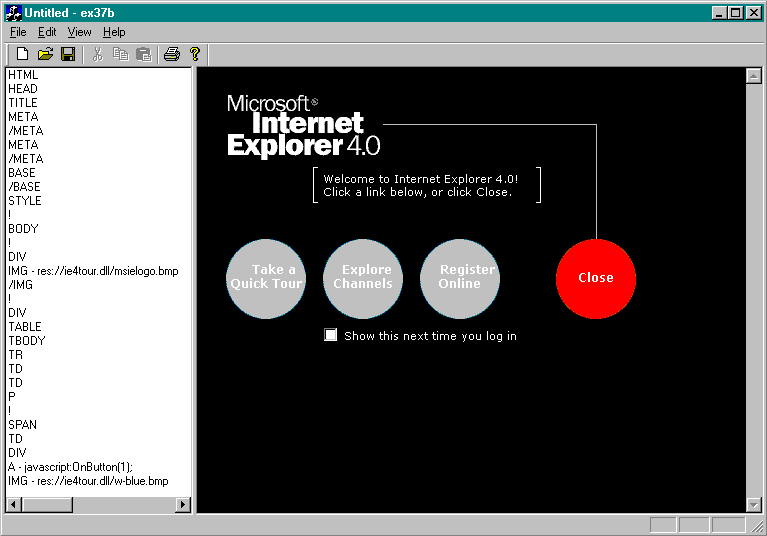 Untitled - ex37b
File Edit View Help
HTML
HEAD
TITLE
META
/META
META
/META
BASE
/BASE
STYLE
!
BODY
!
DIV
IMG - res://ie4tour.dll/msielogo.bmp
/IMG
!
DIV
TABLE
TBODY
TR
TD
TD
P
!
SPAN
TD
DIV
A - javascript:OnButton(1);
IMG - res://ie4tour.dll/w-blue.bmp
Microsoft®
Internet
Explorer 4.0
Welcome to Internet Explorer 4.0!
Click a link below, or click Close.
Take a
Quick Tour
Explore
Channels
Register
Online
Close
Show this next time you log in